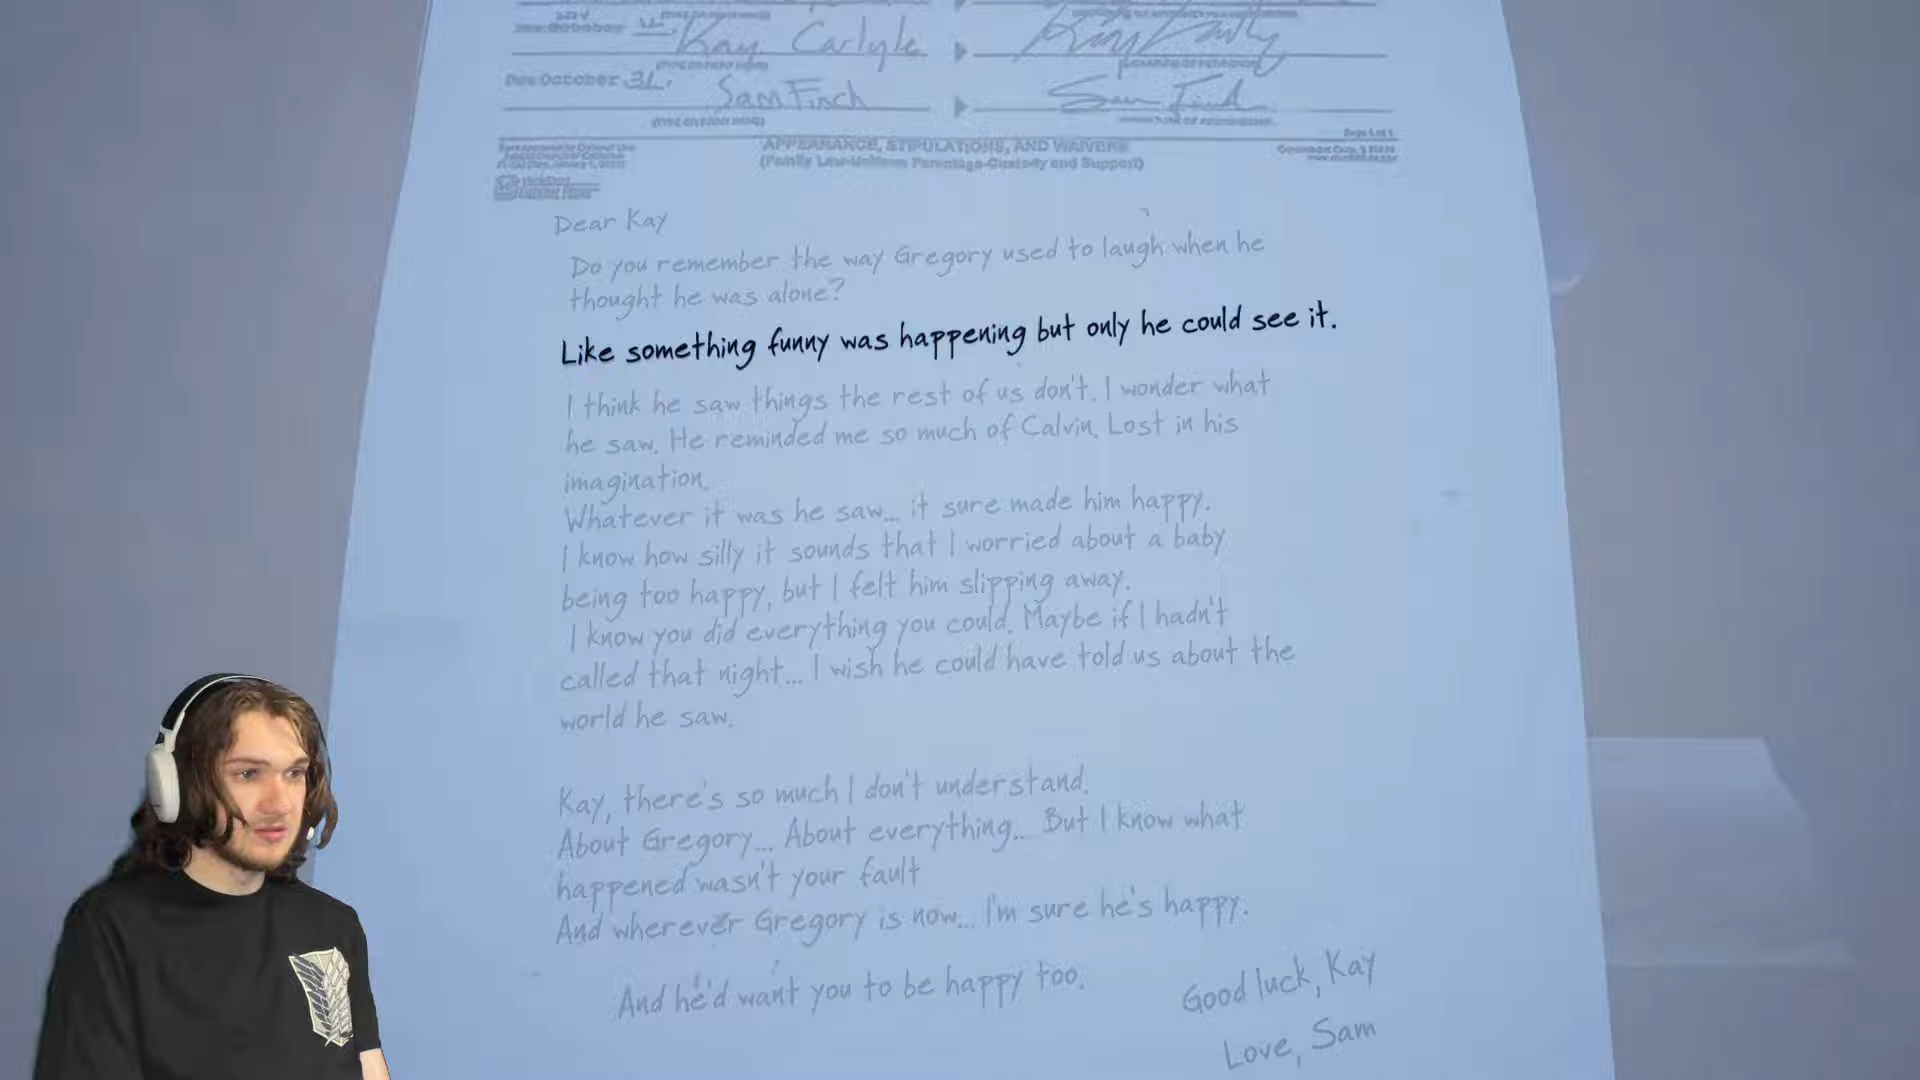 Kay Carlyle
Date: October 31,
Sam Finch
APPEARANCE, STIPULATIONS, AND WAIVERS
(Family Law-Uniform Parentage-Custody and Support)
Dear Kay
Do you remember the way Gregory used to laugh when he
thought he was alone?
Like something funny was happening but only he could see it.
I think he saw things the rest of us don't. I wonder what
he saw. He reminded me so much of Calvin. Lost in his
imagination.
Whatever it was he saw... it sure made him happy.
I know how silly it sounds that I worried about a baby
being too happy, but I felt him slipping away.
I know you did everything you could. Maybe if I hadn't
called that night... I wish he could have told us about the
world he saw.
Kay, there's so much I don't understand.
About Gregory... About everything... But I know what
happened wasn't your fault
And wherever Gregory is now... I'm sure he's happy.
And he'd want you to be happy too.
Good luck, Kay
Love, Sam